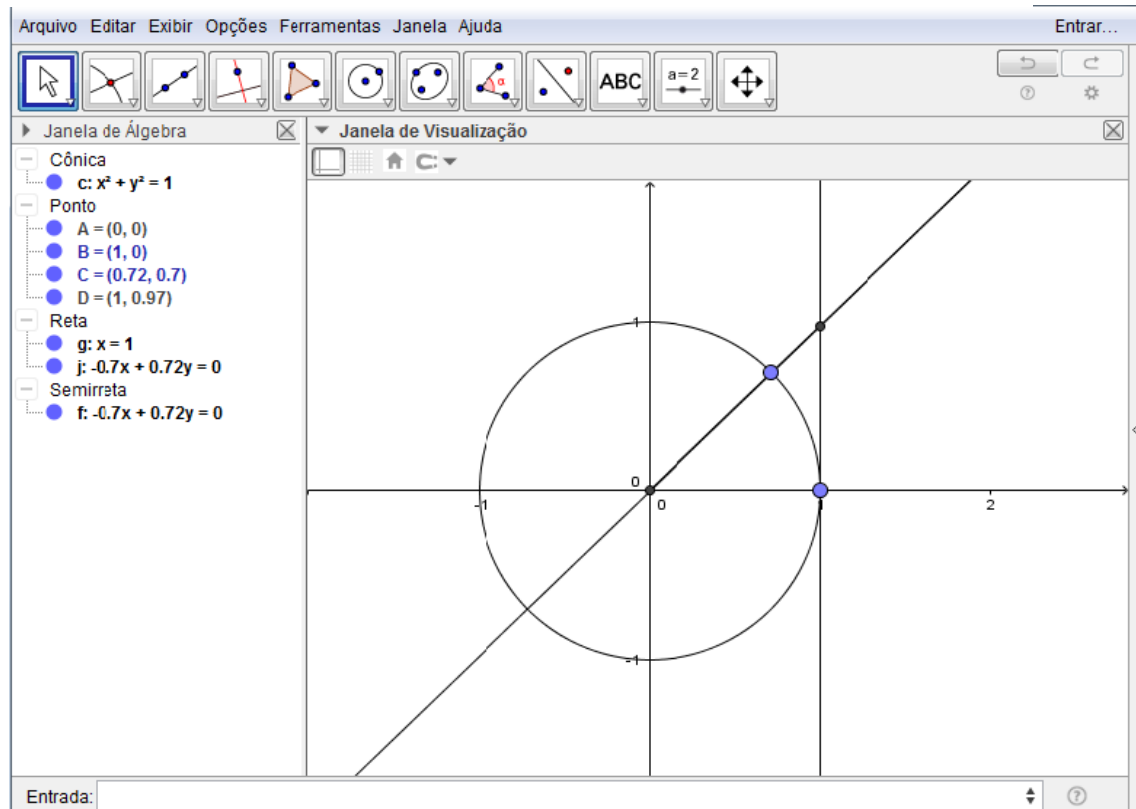 Arquivo Editar Exibir Opções Ferramentas Janela Ajuda Entrar...
ABC a=2
α
Janela de Álgebra
Cônica
c: x² + y² = 1
Ponto
A = (0, 0)
B = (1, 0)
C = (0.72, 0.7)
D = (1, 0.97)
Reta
g: x = 1
j: -0.7x + 0.72y = 0
Semirreta
f: -0.7x + 0.72y = 0
Janela de Visualização
1
0
-1 0 1 2
-1
Entrada: